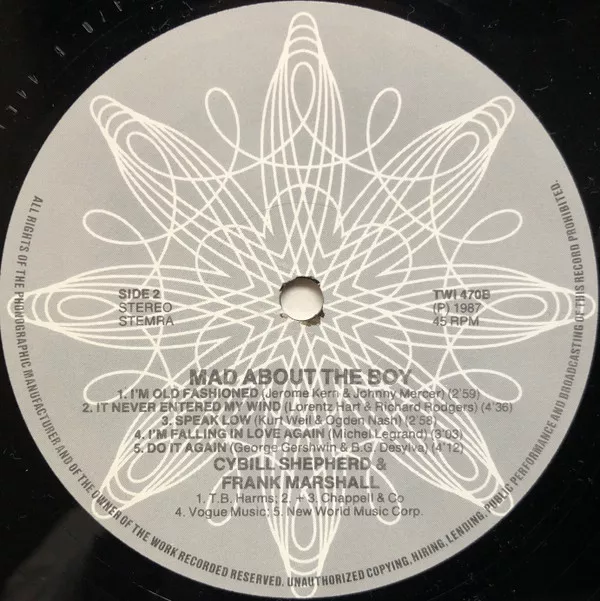 SIDE 2
STEREO
STEMRA
TWI 470B
(P) 1987
45 RPM
MAD ABOUT THE BOY
1. I'M OLD FASHIONED (Jerome Kern & Johnny Mercer) (2'59)
2. IT NEVER ENTERED MY WIND (Lorentz Hart & Richard Rodgers) (4'36)
3. SPEAK LOW (Kurt Weil & Ogden Nash) (2'58)
4. I'M FALLING IN LOVE AGAIN (Michel Legrand) (3'03)
5. DO IT AGAIN (George Gershwin & B.G. Desylva) (4'12)
CYBILL SHEPHERD &
FRANK MARSHALL
1. T.B. Harms; 2. + 3. Chappell & Co
4. Vogue Music; 5. New World Music Corp.
ALL RIGHTS OF THE PHONOGRAPHIC MANUFACTURER AND OF THE OWNER OF THE WORK RECORDED RESERVED. UNAUTHORIZED COPYING, HIRING, LENDING, PUBLIC PERFORMANCE AND BROADCASTING OF THIS RECORD PROHIBITED.